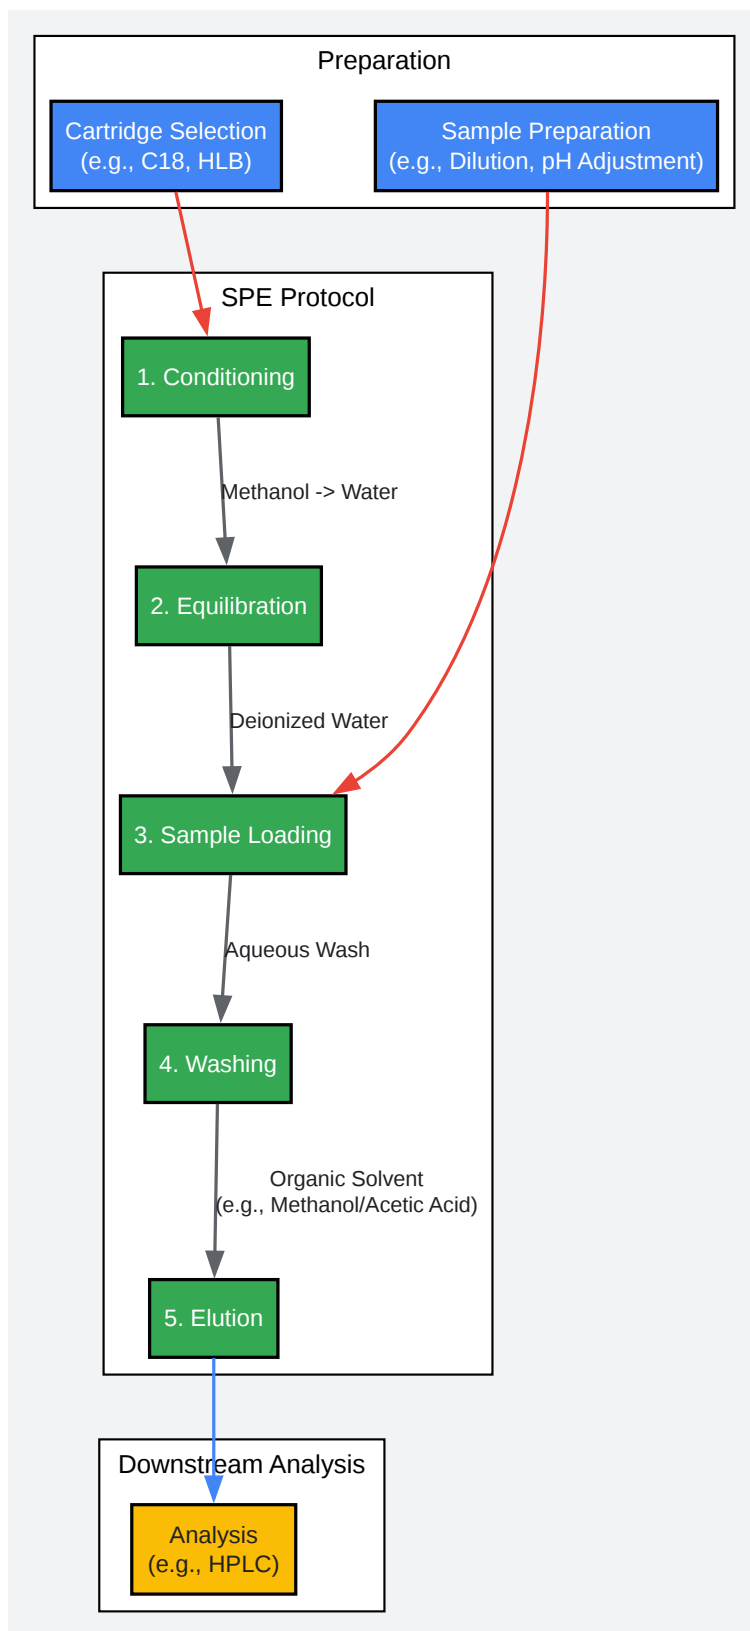 Preparation
Cartridge Selection
(e.g., C18, HLB)
Sample Preparation
(e.g., Dilution, pH Adjustment)
SPE Protocol
1. Conditioning
Methanol -> Water
2. Equilibration
Deionized Water
3. Sample Loading
Aqueous Wash
4. Washing
Organic Solvent
(e.g., Methanol/Acetic Acid)
5. Elution
Downstream Analysis
Analysis
(e.g., HPLC)